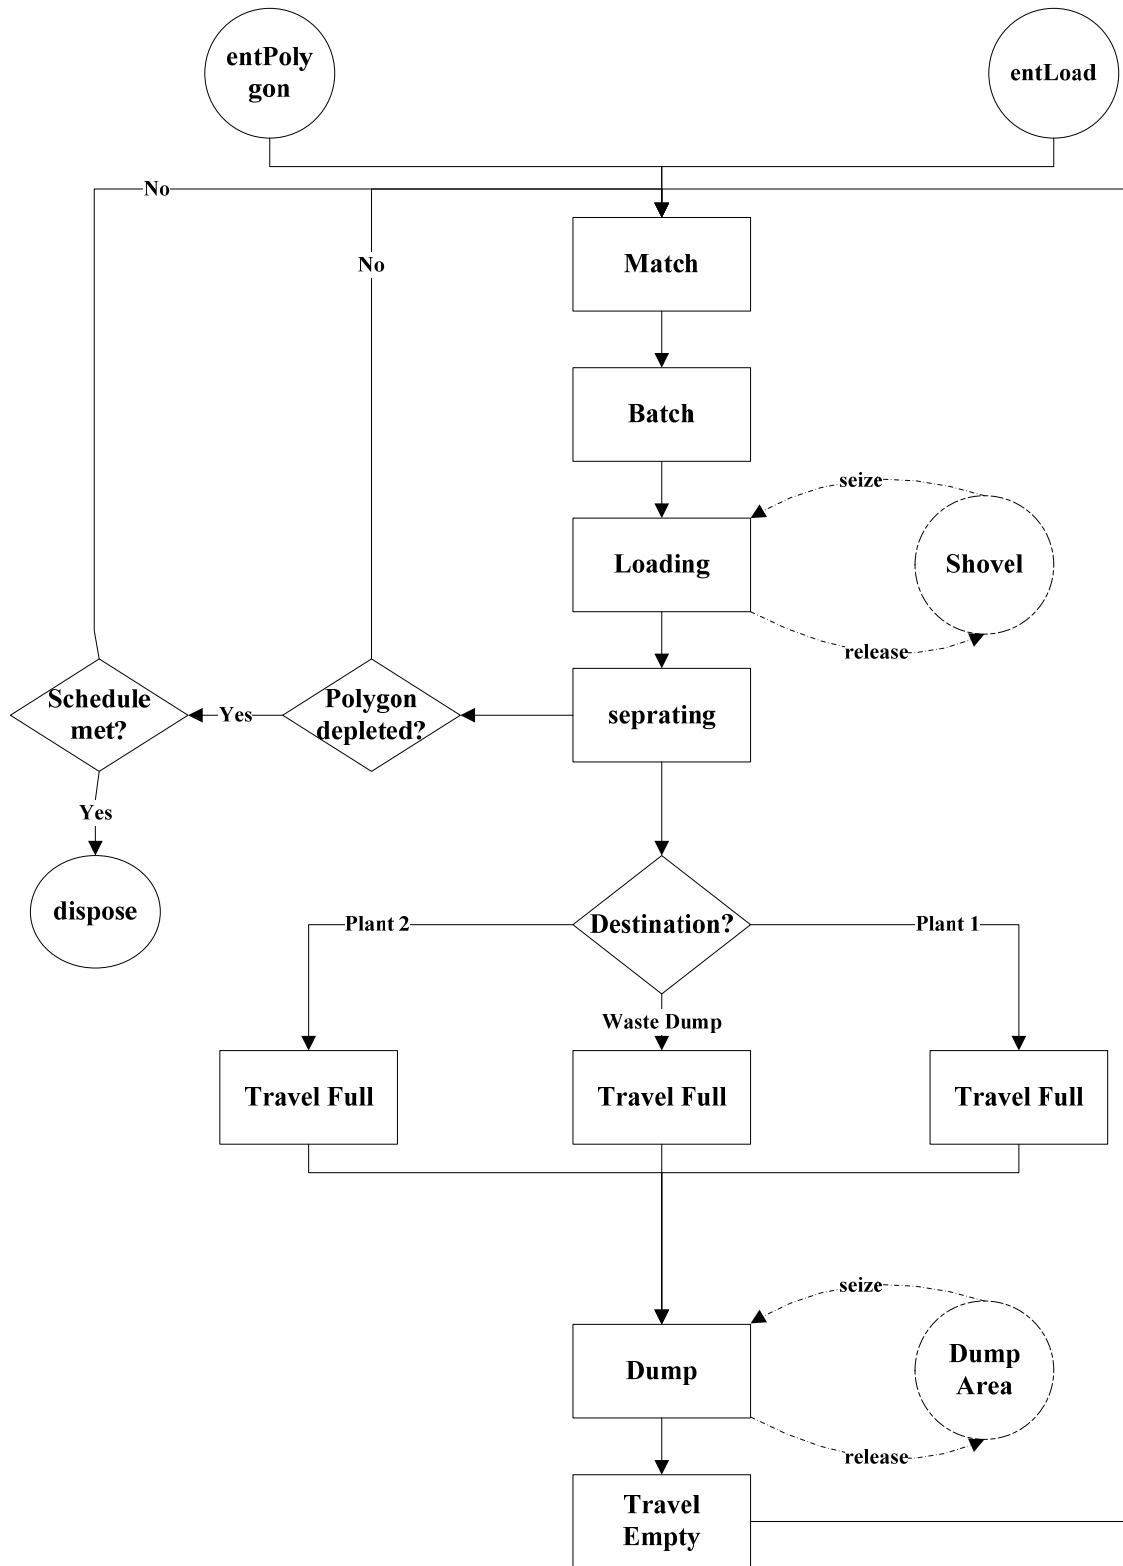 entPoly
gon
entLoad
No
No
Match
Batch
seize
Loading
Shovel
release
Schedule
met?
Yes
Polygon
depleted?
seprating
Yes
dispose
Plant 2
Destination?
Plant 1
Waste Dump
Travel Full
Travel Full
Travel Full
seize
Dump
Dump
Area
release
Travel
Empty